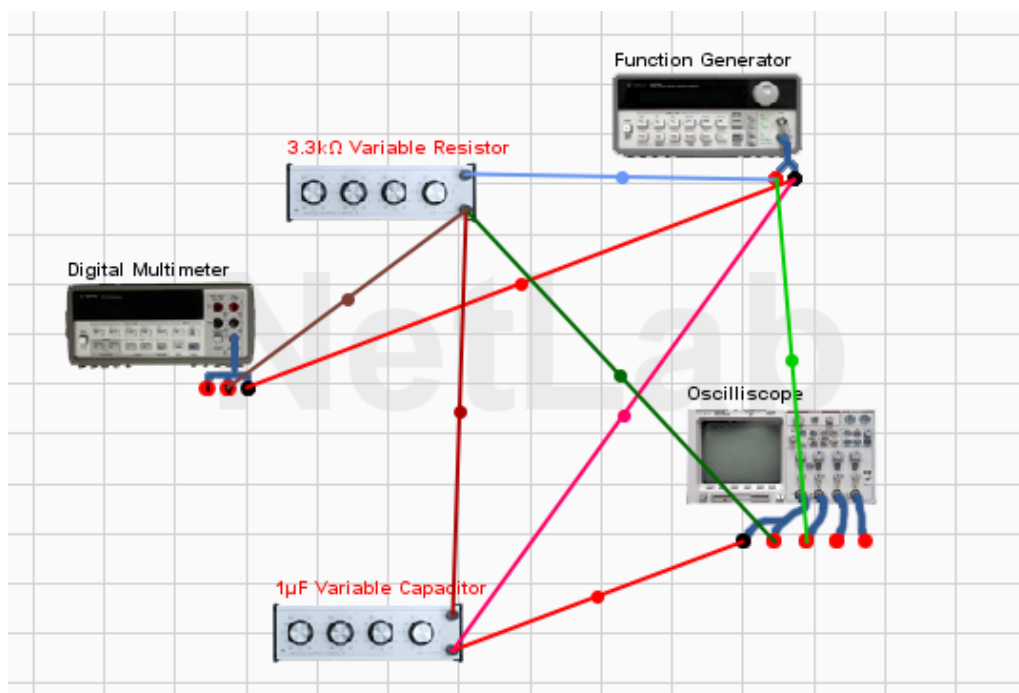 Function Generator
3.3kΩ Variable Resistor
Digital Multimeter
NetLab
Oscilliscope
1μF Variable Capacitor